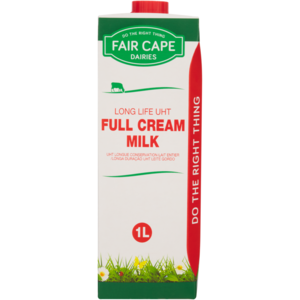 DO THE RIGHT THING
FAIR CAPE
DAIRIES
LONG LIFE UHT
FULL CREAM
MILK
1L
DO THE RIGHT THING